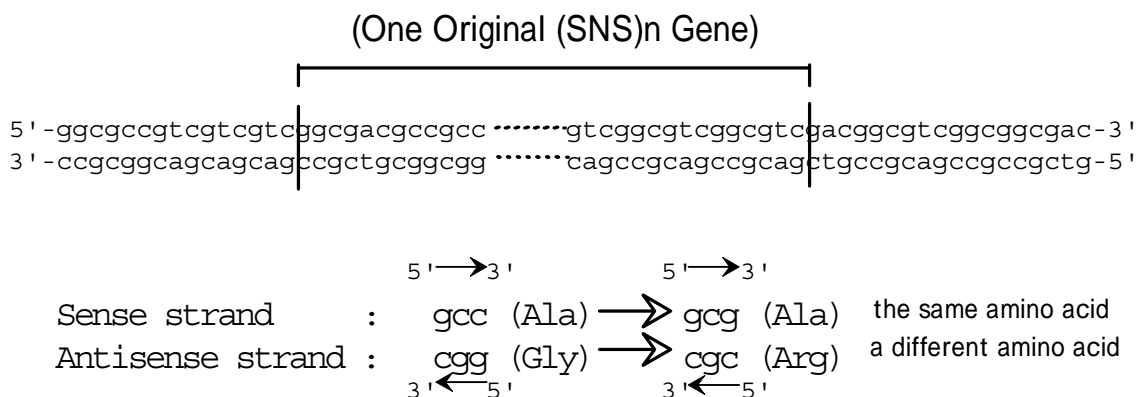 (One Original (SNS)n Gene)
5'-ggcgccgtcgtcgtcggcgacgccgcc ········ gtcggcgtcggcgtcgacggcgtcggcggcgac-3'
3'-ccgcggcagcagcagccgctgcggcgg ········ cagccgcagccgcagctgccgcagccgccgctg-5'
5' 3' 5' 3'
Sense strand : gcc (Ala) gcg (Ala) the same amino acid
Antisense strand : cgg (Gly) cgc (Arg) a different amino acid
3' 5' 3' 5'